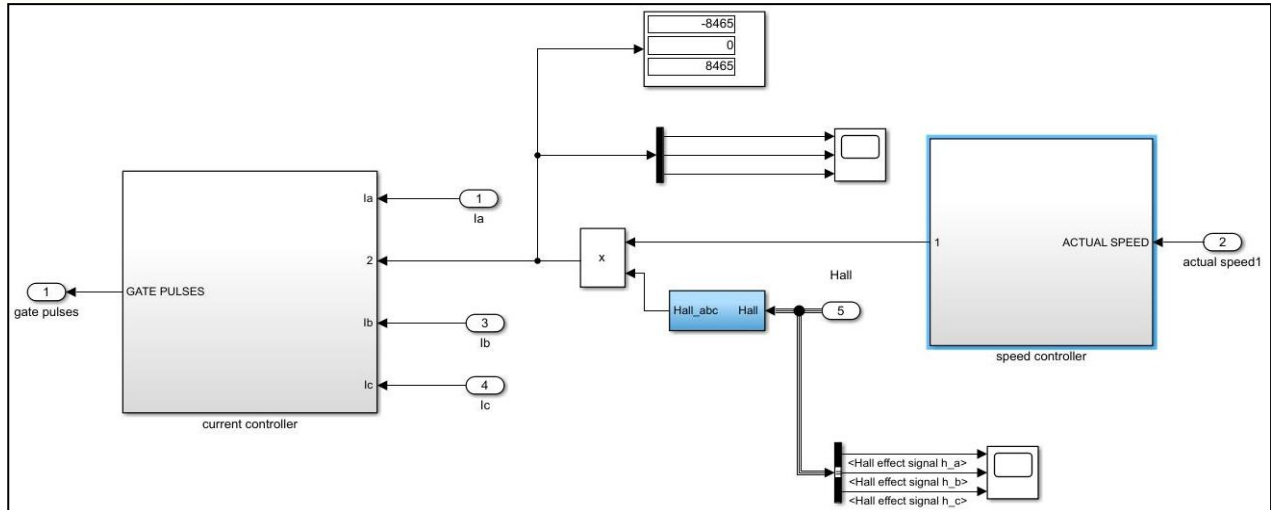 -8465
0
8465
Ia
1
Ia
2
x
1
ACTUAL SPEED
2
actual speed1
Hall
GATE PULSES
1
gate pulses
Hall_abc
Hall
5
Ib
3
Ib
speed controller
Ic
4
Ic
current controller
<Hall effect signal h_a>
<Hall effect signal h_b>
<Hall effect signal h_c>